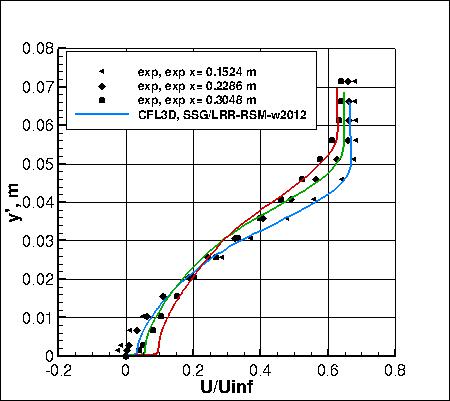 0.08
exp, exp x= 0.1524 m
exp, exp x= 0.2286 m
exp, exp x= 0.3048 m
CFL3D, SSG/LRR-RSM-w2012
0.07
0.06
0.05
y', m
0.04
0.03
0.02
0.01
0
-0.2 0 0.2 0.4 0.6 0.8
U/Uinf